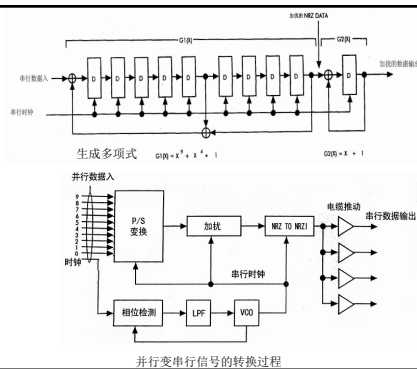 加扰的 NRZ DATA
G1(X)
G2(X)
串行数据入
D D D D D D D D D D
加扰的数据输出
串行时钟
生成多项式
G1(X) = X⁹ + X⁴ + 1
G2(X) = X + 1
并行数据入
9
8
7
6
5
4
3
2
1
0
时钟
P/S
变换
加扰
NRZ TO NRZI
电缆推动
串行数据输出
串行时钟
相位检测
LPF
VCO
并行变串行信号的转换过程